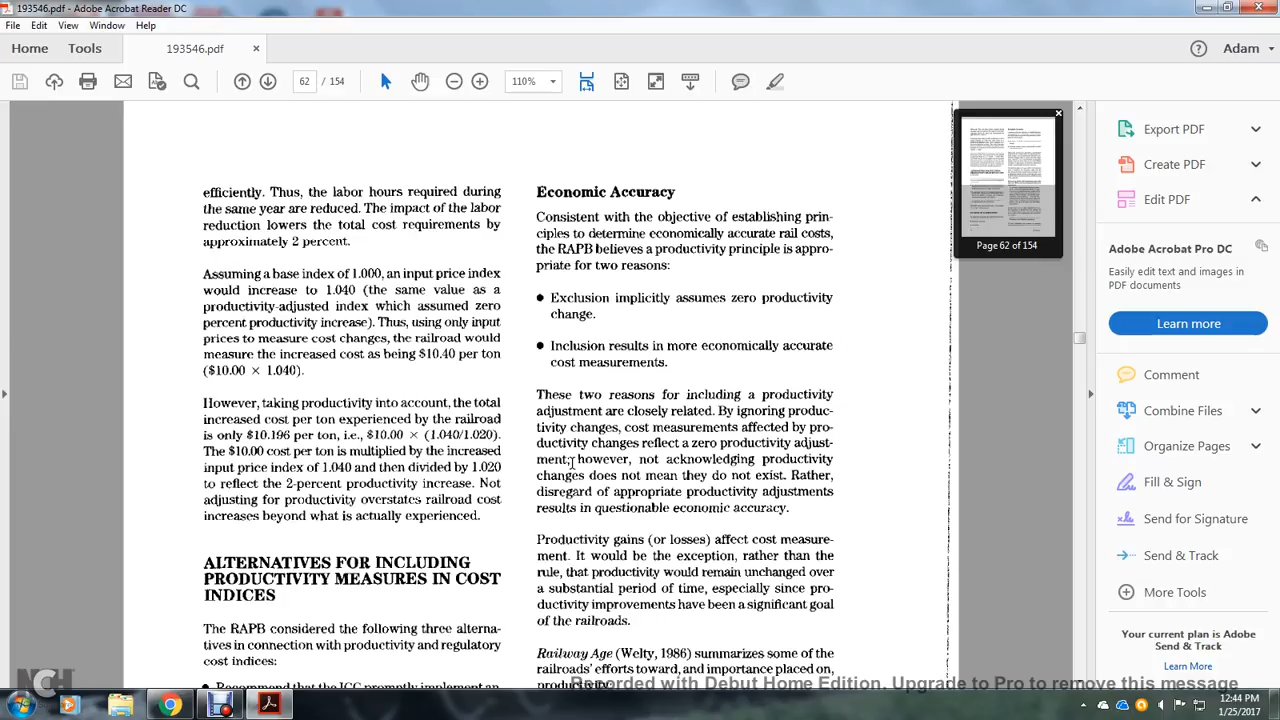 193546.pdf - Adobe Acrobat Reader DC
File Edit View Window Help
Home Tools 193546.pdf × Adam
62 / 154 110%
efficiently. Thus the labor hours required during
the same year are reduced. The impact of the labor
reduction lowers the total cost requirements by
approximately 2 percent.
Assuming a base index of 1.000, an input price index
would increase to 1.040 (the same value as a
productivity-adjusted index which assumed zero
percent productivity increase). Thus, using only input
prices to measure cost changes, the railroad would
measure the increased cost as being $10.40 per ton
($10.00 × 1.040).
However, taking productivity into account, the total
increased cost per ton experienced by the railroad
is only $10.196 per ton, i.e., $10.00 × (1.040/1.020).
The $10.00 cost per ton is multiplied by the increased
input price index of 1.040 and then divided by 1.020
to reflect the 2-percent productivity increase. Not
adjusting for productivity overstates railroad cost
increases beyond what is actually experienced.
ALTERNATIVES FOR INCLUDING
PRODUCTIVITY MEASURES IN COST
INDICES
The RAPB considered the following three alterna-
tives in connection with productivity and regulatory
cost indices:
● Recommend that the ICC promptly implement an
Economic Accuracy
Consistent with the objective of establishing prin-
ciples to determine economically accurate rail costs,
the RAPB believes a productivity principle is appro-
priate for two reasons:
● Exclusion implicitly assumes zero productivity
change.
● Inclusion results in more economically accurate
cost measurements.
These two reasons for including a productivity
adjustment are closely related. By ignoring produc-
tivity changes, cost measurements affected by pro-
ductivity changes reflect a zero productivity adjust-
ment; however, not acknowledging productivity
changes does not mean they do not exist. Rather,
disregard of appropriate productivity adjustments
results in questionable economic accuracy.
Productivity gains (or losses) affect cost measure-
ment. It would be the exception, rather than the
rule, that productivity would remain unchanged over
a substantial period of time, especially since pro-
ductivity improvements have been a significant goal
of the railroads.
Railway Age (Welty, 1986) summarizes some of the
railroads' efforts toward, and importance placed on,
productivity:
Page 62 of 154
Export PDF
Create PDF
Edit PDF
Adobe Acrobat Pro DC
Easily edit text and images in
PDF documents
Learn more
Comment
Combine Files
Organize Pages
Fill & Sign
Send for Signature
Send & Track
More Tools
Your current plan is Adobe
Send & Track
Learn More
NCH
Recorded with Debut Home Edition. Upgrade to Pro to remove this message
12:44 PM
1/25/2017